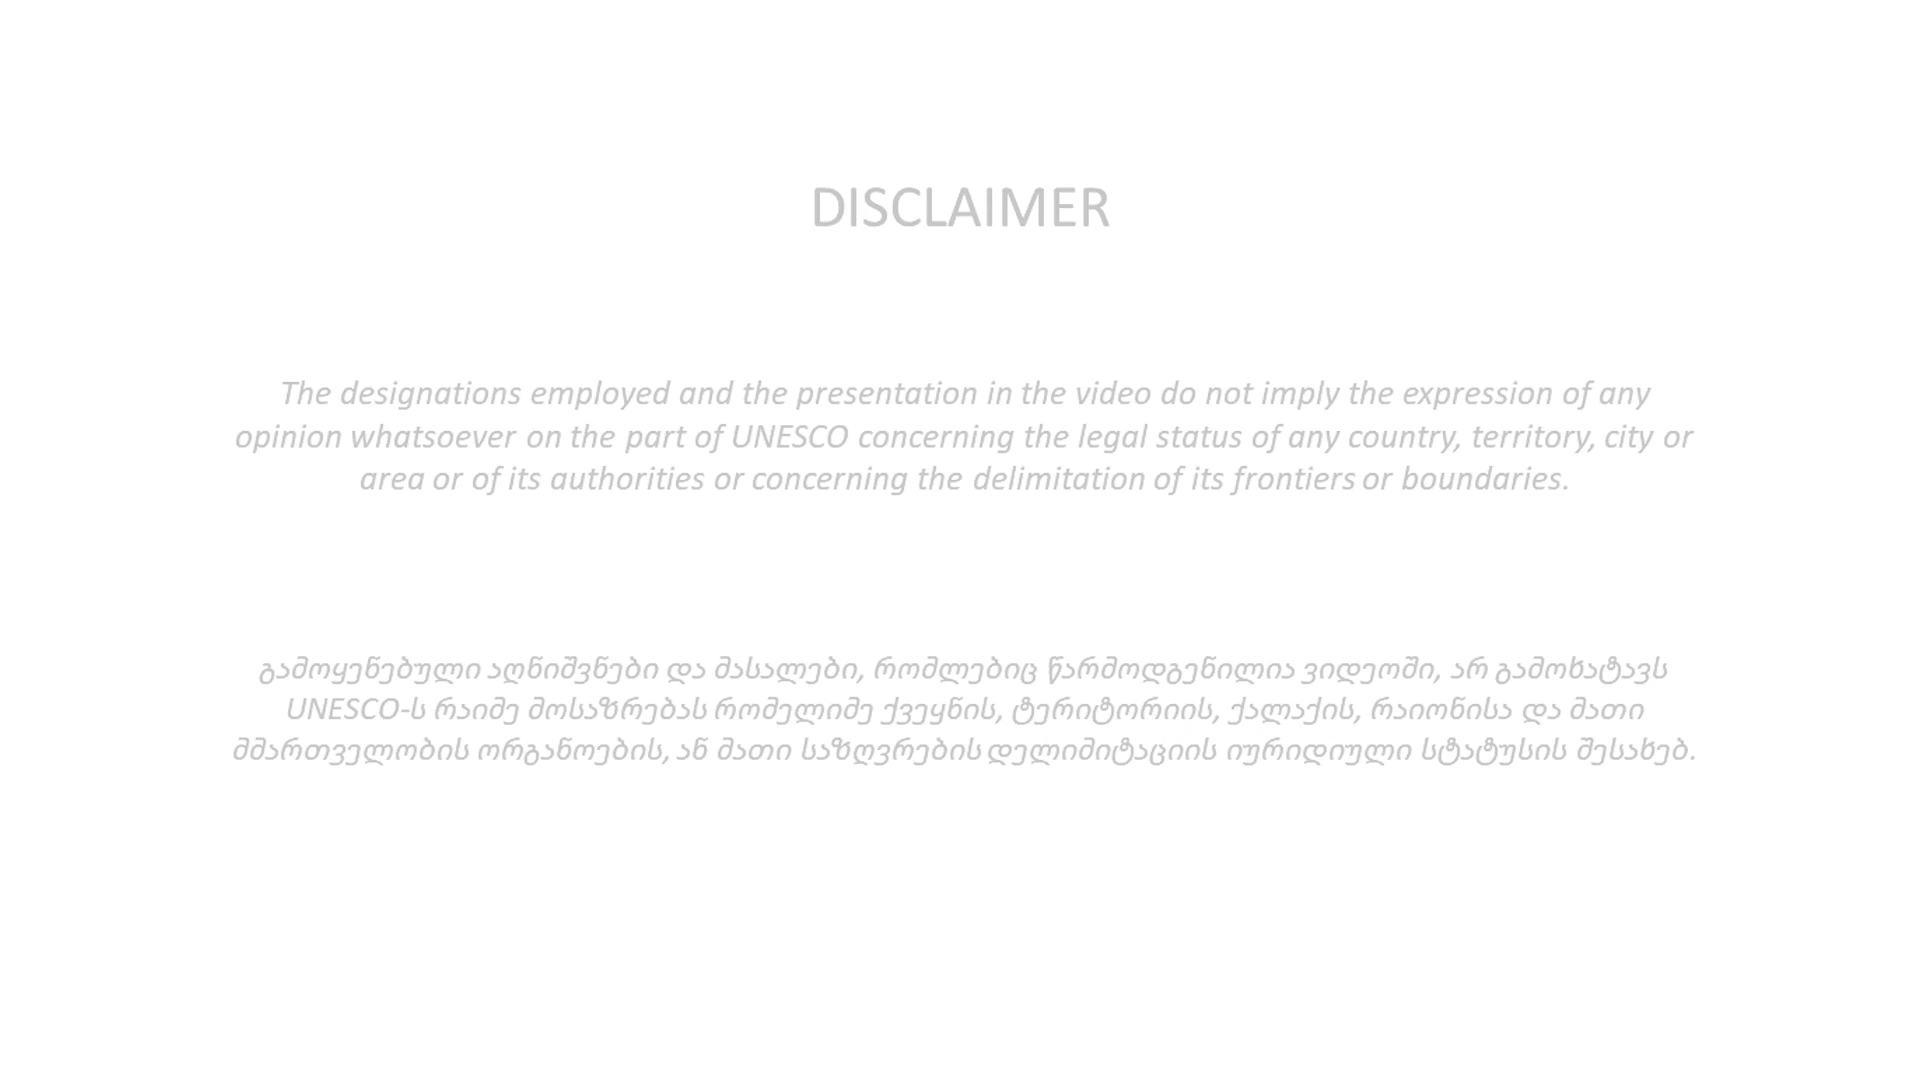 DISCLAIMER
The designations employed and the presentation in the video do not imply the expression of any
opinion whatsoever on the part of UNESCO concerning the legal status of any country, territory, city or
area or of its authorities or concerning the delimitation of its frontiers or boundaries.
გამოყენებული აღნიშვნები და მასალები, რომლებიც წარმოდგენილია ვიდეოში, არ გამოხატავს
UNESCO-ს რაიმე მოსაზრებას რომელიმე ქვეყნის, ტერიტორიის, ქალაქის, რაიონისა და მათი
მმართველობის ორგანოების, ან მათი საზღვრების დელიმიტაციის იურიდიული სტატუსის შესახებ.